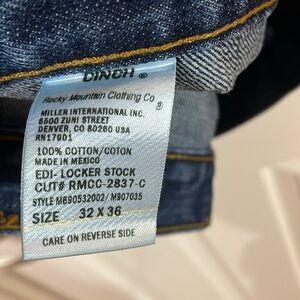 CINCH ®
Rocky Mountain Clothing Co ®
MILLER INTERNATIONAL INC.
8500 ZUNI STREET
DENVER, CO 80260 USA
RN17901
100% COTTON/COTON
MADE IN MEXICO
EDI- LOCKER STOCK
CUT# RMCC-2837-C
STYLE MB90532002/ M907035
SIZE 32 X 36
CARE ON REVERSE SIDE